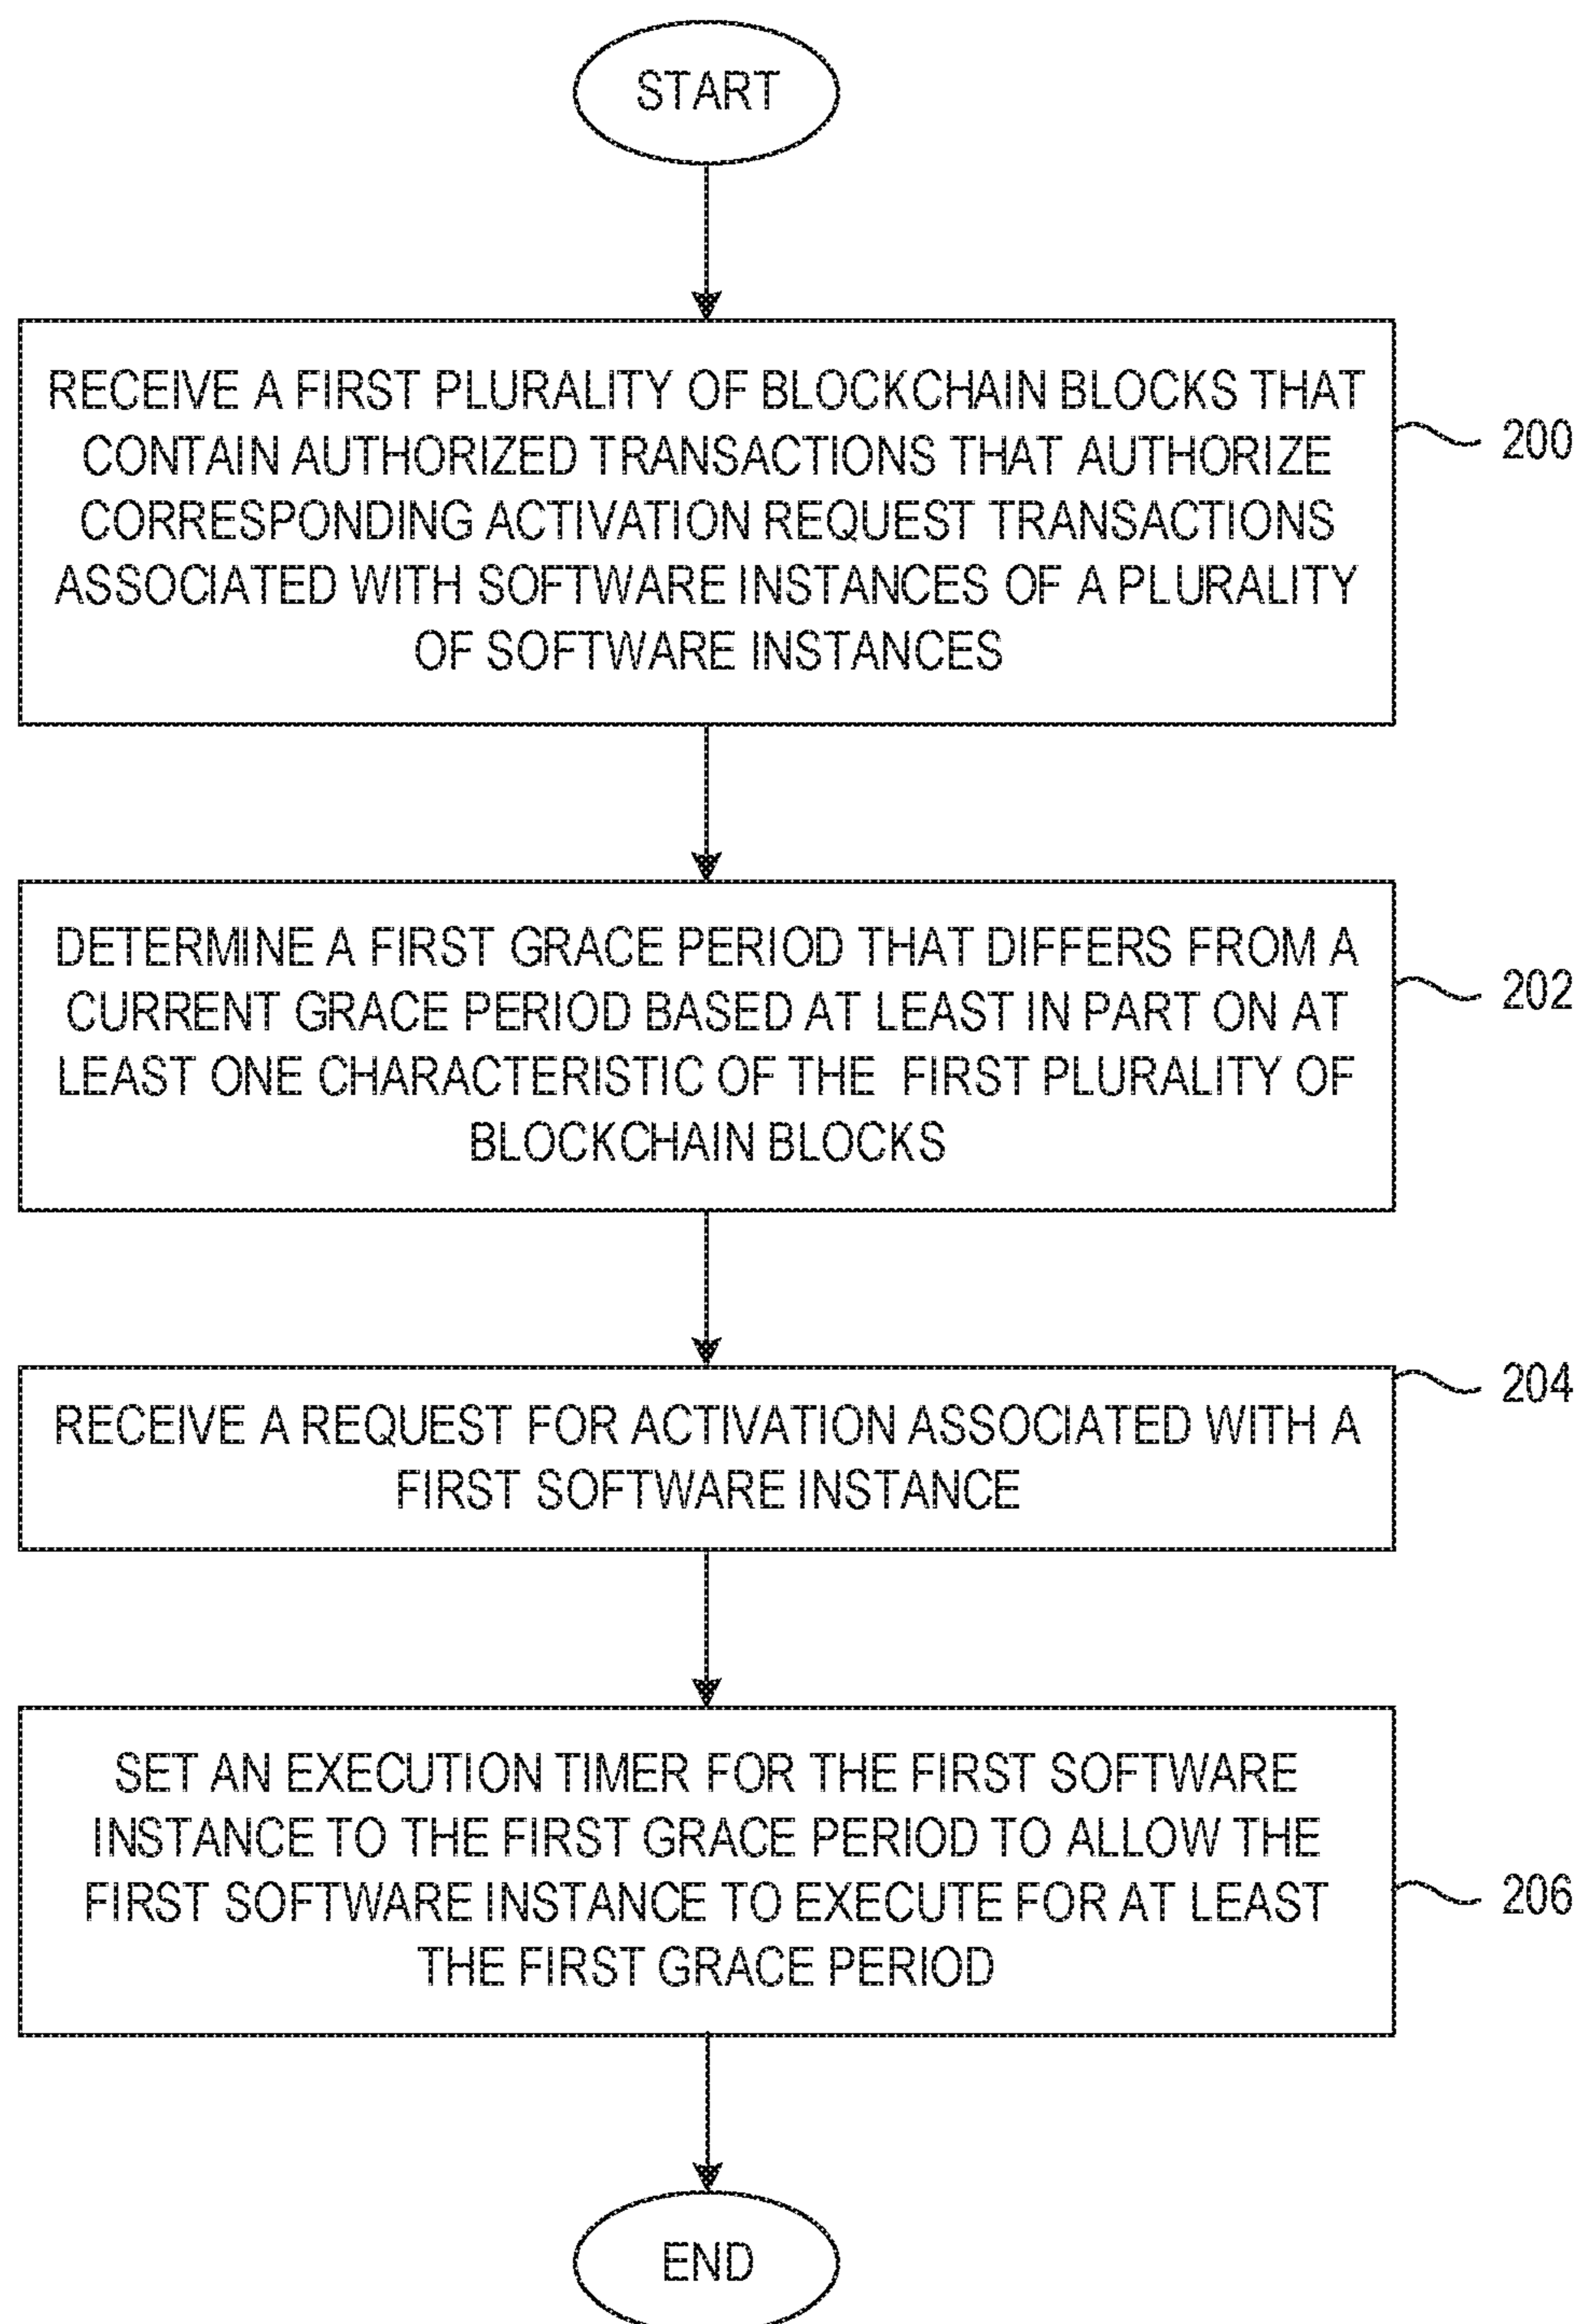 START
RECEIVE A FIRST PLURALITY OF BLOCKCHAIN BLOCKS THAT
CONTAIN AUTHORIZED TRANSACTIONS THAT AUTHORIZE
CORRESPONDING ACTIVATION REQUEST TRANSACTIONS
ASSOCIATED WITH SOFTWARE INSTANCES OF A PLURALITY
OF SOFTWARE INSTANCES
200
DETERMINE A FIRST GRACE PERIOD THAT DIFFERS FROM A
CURRENT GRACE PERIOD BASED AT LEAST IN PART ON AT
LEAST ONE CHARACTERISTIC OF THE FIRST PLURALITY OF
BLOCKCHAIN BLOCKS
202
RECEIVE A REQUEST FOR ACTIVATION ASSOCIATED WITH A
FIRST SOFTWARE INSTANCE
204
SET AN EXECUTION TIMER FOR THE FIRST SOFTWARE
INSTANCE TO THE FIRST GRACE PERIOD TO ALLOW THE
FIRST SOFTWARE INSTANCE TO EXECUTE FOR AT LEAST
THE FIRST GRACE PERIOD
206
END